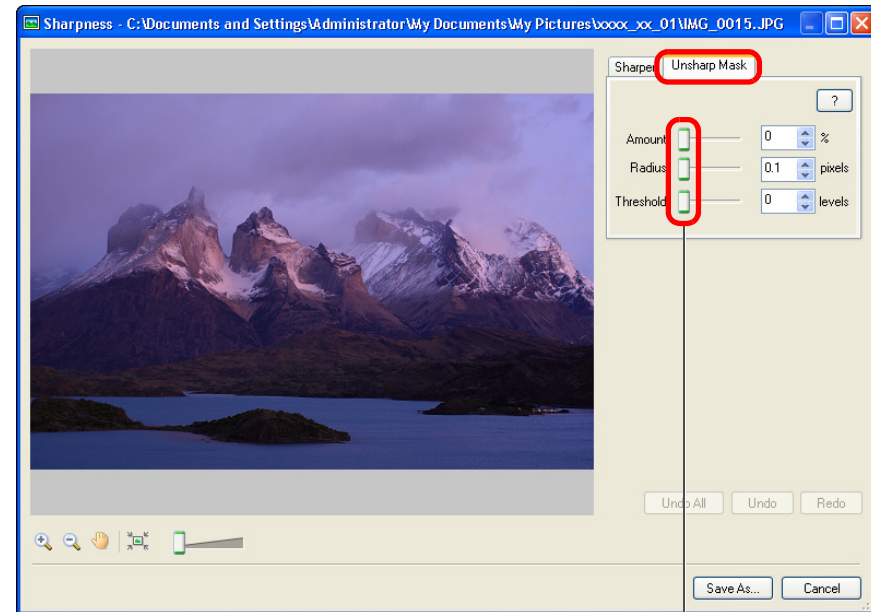 Sharpness - C:\Documents and Settings\Administrator\My Documents\My Pictures\xxxx_xx_01\IMG_0015.JPG
Sharpen Unsharp Mask
?
Amount 0 %
Radius 0.1 pixels
Threshold 0 levels
Undo All Undo Redo
Save As... Cancel